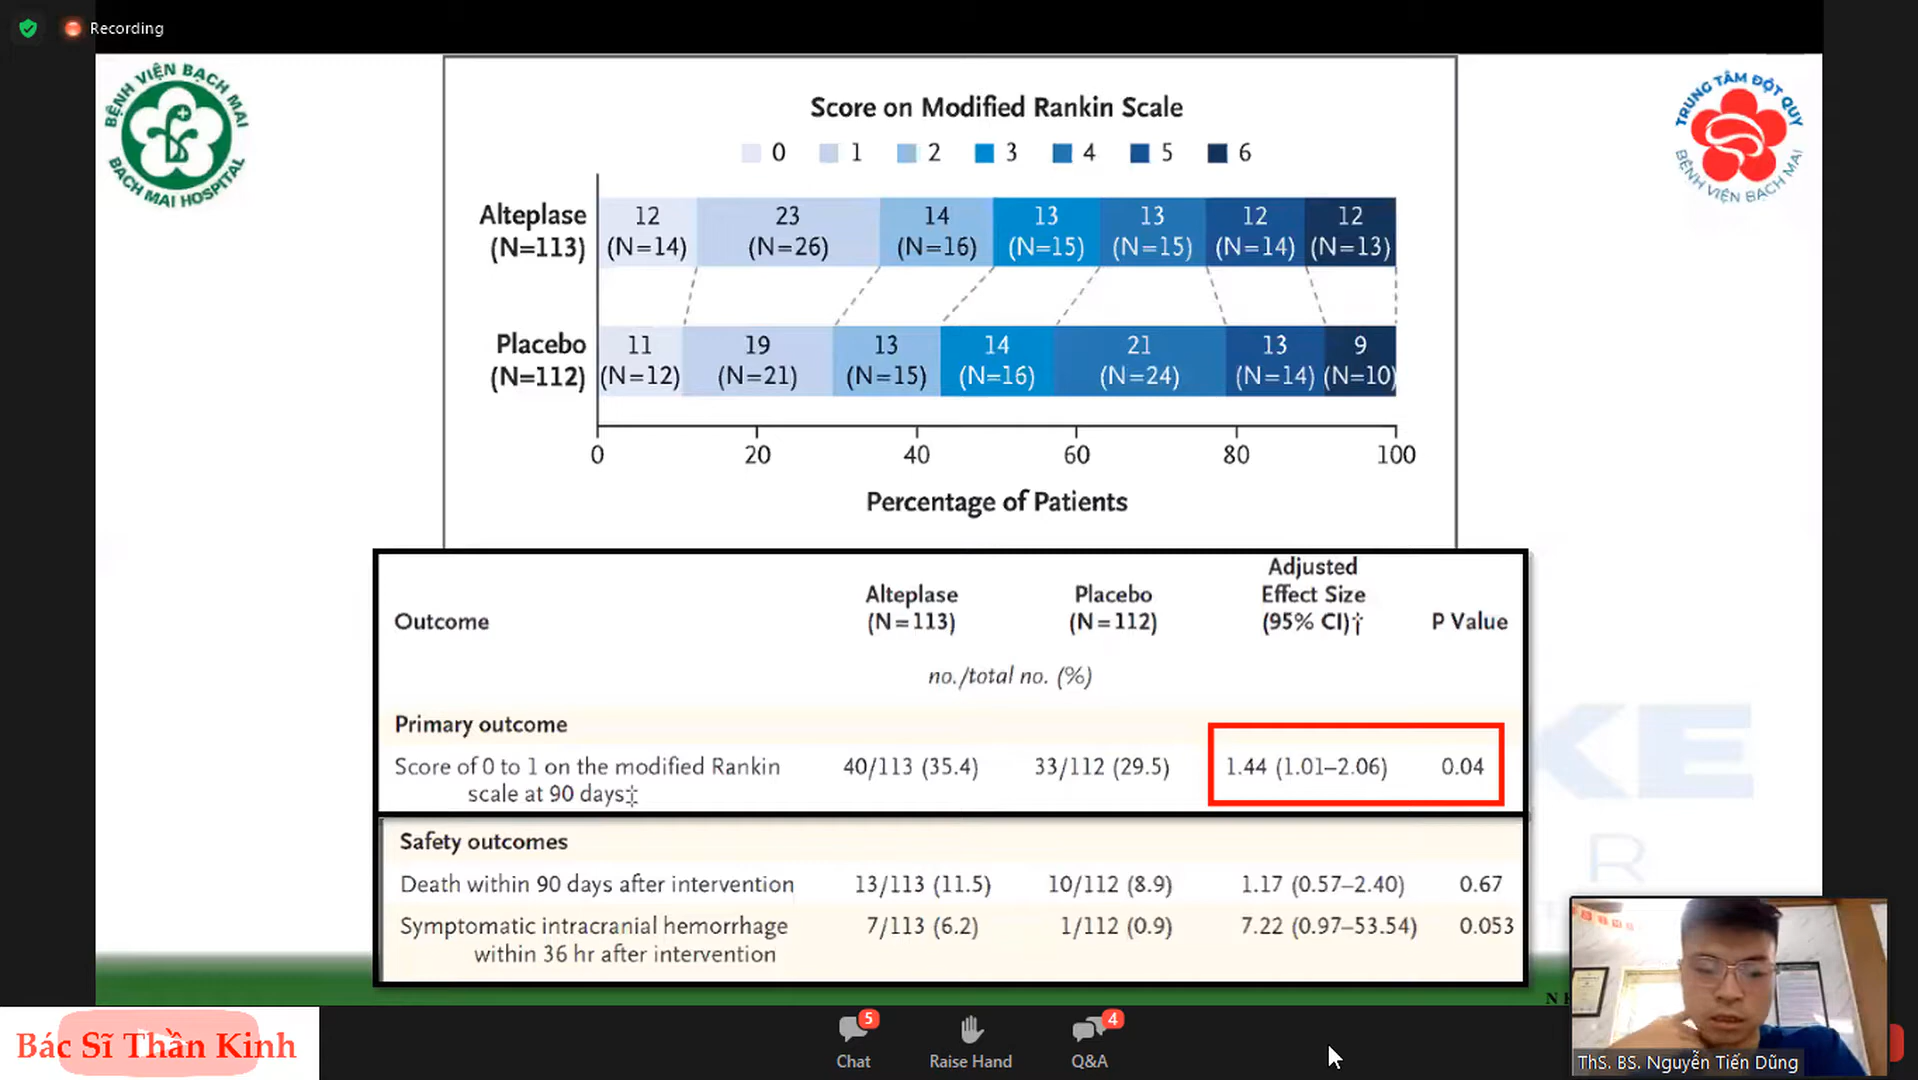 Recording
BỆNH VIỆN BẠCH MAI
BACH MAI HOSPITAL
TRUNG TÂM ĐỘT QUỴ
BỆNH VIỆN BẠCH MAI
Score on Modified Rankin Scale
0 1 2 3 4 5 6
Alteplase
(N=113)
12 23 14 13 13 12 12
(N=14) (N=26) (N=16) (N=15) (N=15) (N=14) (N=13)
Placebo
(N=112)
11 19 13 14 21 13 9
(N=12) (N=21) (N=15) (N=16) (N=24) (N=14) (N=10)
0 20 40 60 80 100
Percentage of Patients
Outcome Alteplase (N=113) Placebo (N=112) Adjusted Effect Size (95% CI)† P Value
no./total no. (%)
Primary outcome
Score of 0 to 1 on the modified Rankin 40/113 (35.4) 33/112 (29.5) 1.44 (1.01–2.06) 0.04
scale at 90 days‡
Safety outcomes
Death within 90 days after intervention 13/113 (11.5) 10/112 (8.9) 1.17 (0.57–2.40) 0.67
Symptomatic intracranial hemorrhage 7/113 (6.2) 1/112 (0.9) 7.22 (0.97–53.54) 0.053
within 36 hr after intervention
KE
R
Bác Sĩ Thần Kinh
5
Chat
Raise Hand
4
Q&A
ThS. BS. Nguyễn Tiến Dũng